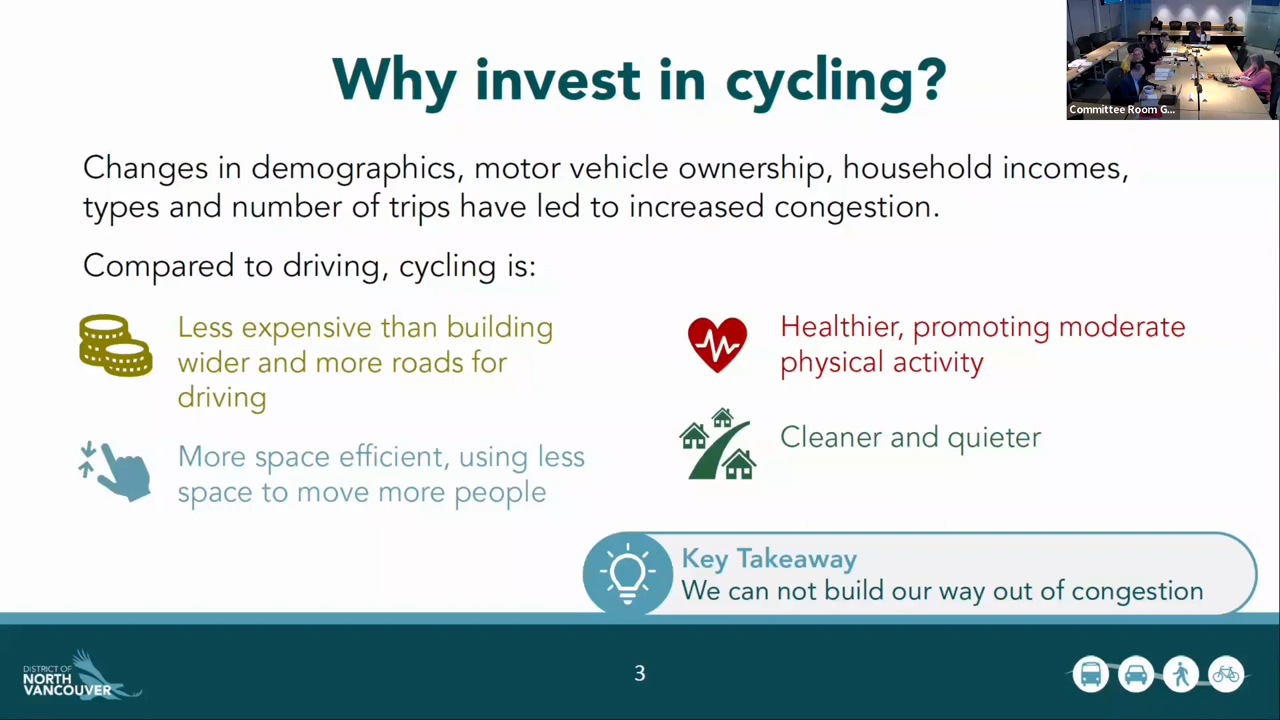 Why invest in cycling?
Committee Room G...
Changes in demographics, motor vehicle ownership, household incomes,
types and number of trips have led to increased congestion.
Compared to driving, cycling is:
Less expensive than building
wider and more roads for
driving
More space efficient, using less
space to move more people
Healthier, promoting moderate
physical activity
Cleaner and quieter
Key Takeaway
We can not build our way out of congestion
DISTRICT OF
NORTH
VANCOUVER
3